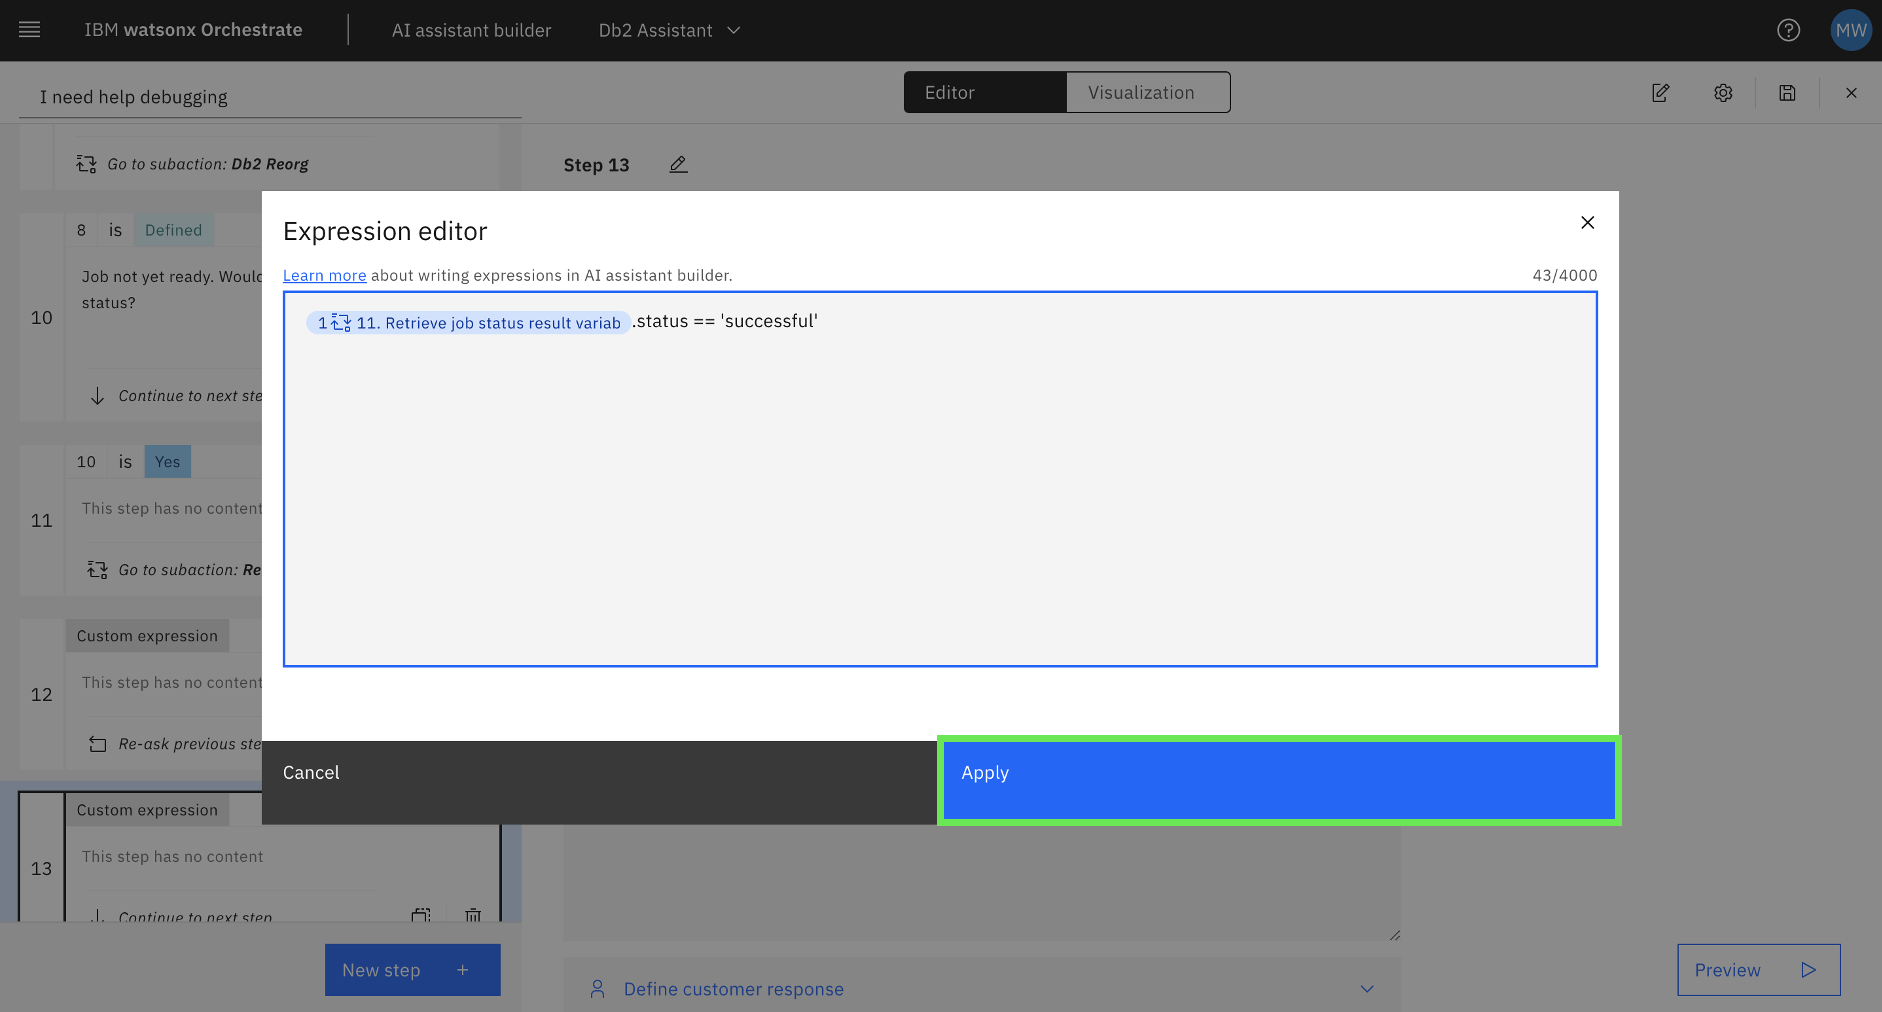 IBM watsonx Orchestrate
AI assistant builder
Db2 Assistant
MW
I need help debugging
Editor
Visualization
Go to subaction: Db2 Reorg
Step 13
8 is Defined
Job not yet ready. Would
status?
10
Continue to next ste
10 is Yes
This step has no content
11
Go to subaction: Re
Custom expression
This step has no content
12
Re-ask previous ste
Custom expression
This step has no content
13
Continue to next step
New step +
Expression editor
Learn more about writing expressions in AI assistant builder.
43/4000
1 11. Retrieve job status result variab .status == 'successful'
Cancel
Apply
Define customer response
Preview